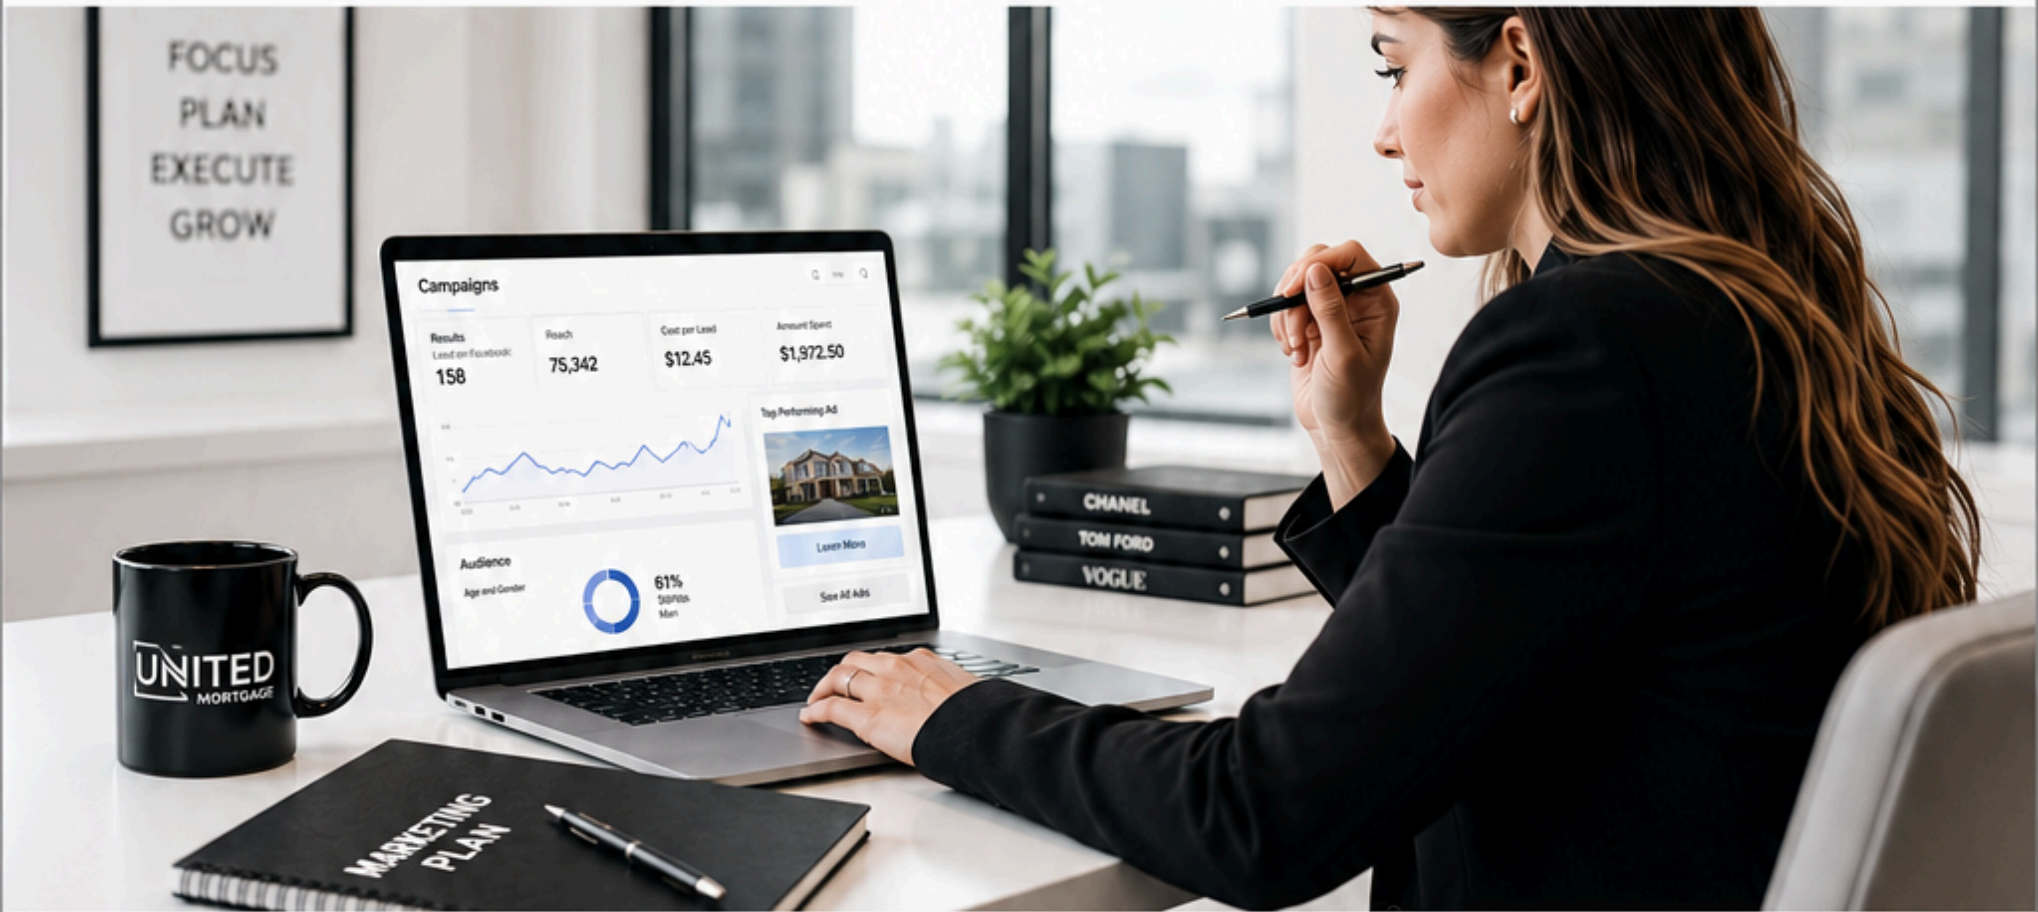 FOCUS
PLAN
EXECUTE
GROW
Campaigns
Results
158
Reach
75,342
Cost per Lead
$12.45
Amount Spent
$1,972.50
Top Performing Ad
Learn More
See All Ads
Audience
Age and Gender
61%
Men
CHANEL
TOM FORD
VOGUE
UNITED
MORTGAGE
MARKETING
PLAN